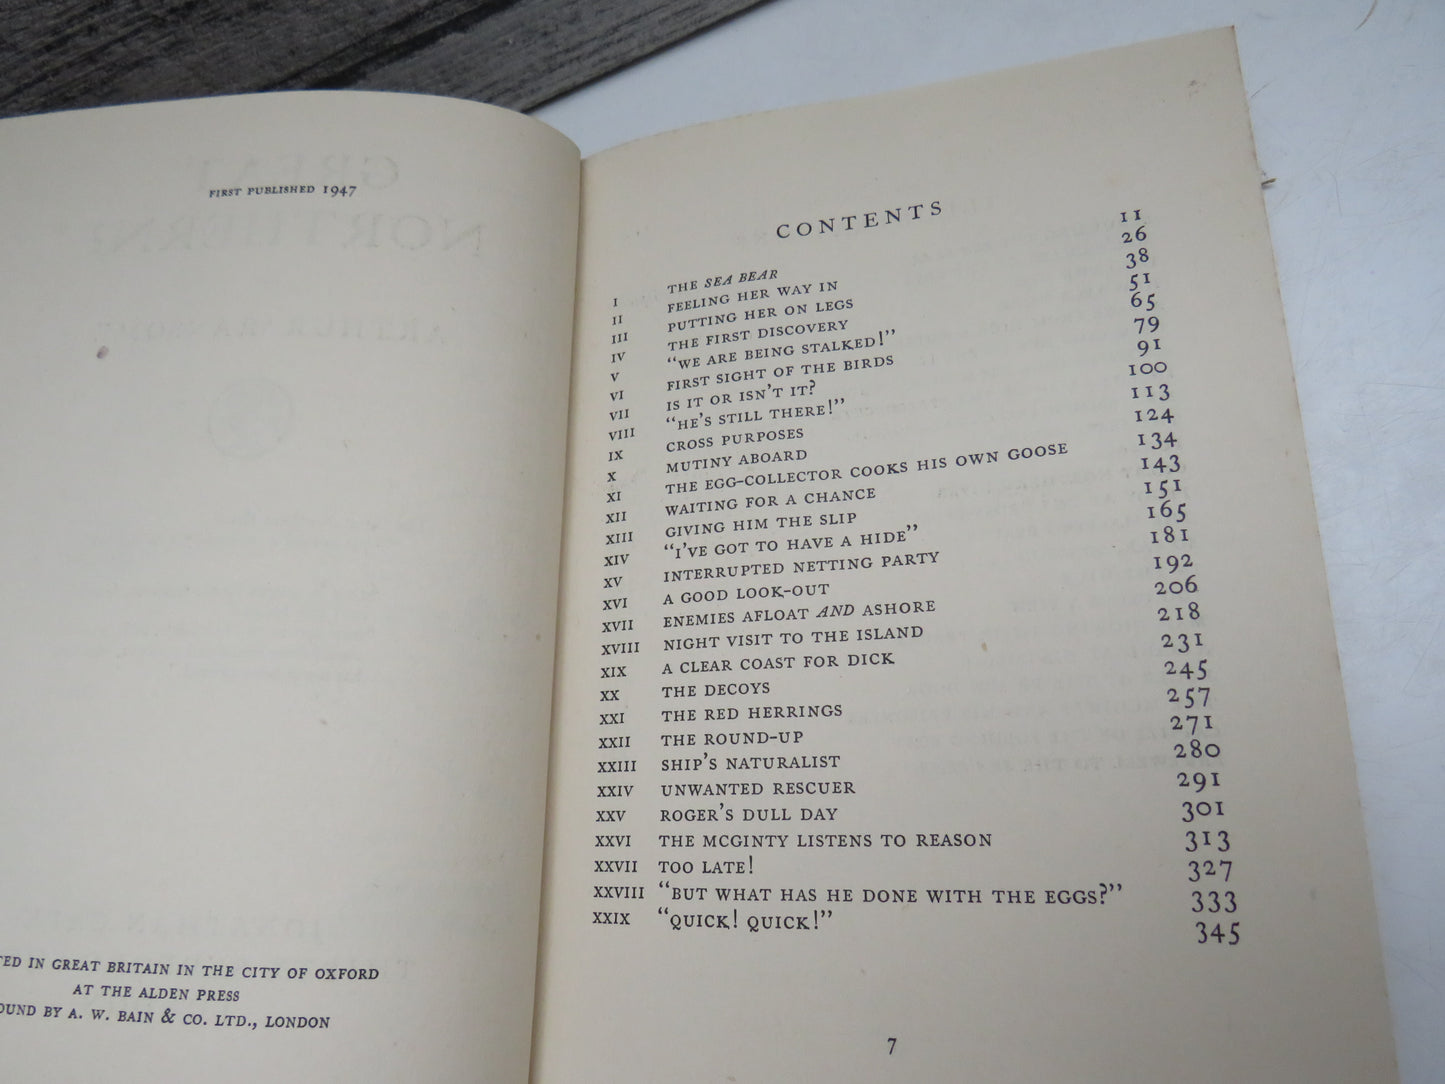 FIRST PUBLISHED 1947
TED IN GREAT BRITAIN IN THE CITY OF OXFORD
AT THE ALDEN PRESS
OUND BY A. W. BAIN & CO. LTD., LONDON
CONTENTS
I THE SEA BEAR 11
II FEELING HER WAY IN 26
III PUTTING HER ON LEGS 38
IV THE FIRST DISCOVERY 51
V "WE ARE BEING STALKED!" 65
VI FIRST SIGHT OF THE BIRDS 79
VII IS IT OR ISN'T IT? 91
VIII "HE'S STILL THERE!" 100
IX CROSS PURPOSES 113
X MUTINY ABOARD 124
XI THE EGG-COLLECTOR COOKS HIS OWN GOOSE 134
XII WAITING FOR A CHANCE 143
XIII GIVING HIM THE SLIP 151
XIV "I'VE GOT TO HAVE A HIDE" 165
XV INTERRUPTED NETTING PARTY 181
XVI A GOOD LOOK-OUT 192
XVII ENEMIES AFLOAT AND ASHORE 206
XVIII NIGHT VISIT TO THE ISLAND 218
XIX A CLEAR COAST FOR DICK 231
XX THE DECOYS 245
XXI THE RED HERRINGS 257
XXII THE ROUND-UP 271
XXIII SHIP'S NATURALIST 280
XXIV UNWANTED RESCUER 291
XXV ROGER'S DULL DAY 301
XXVI THE MCGINTY LISTENS TO REASON 313
XXVII TOO LATE! 327
XXVIII "BUT WHAT HAS HE DONE WITH THE EGGS?" 333
XXIX "QUICK! QUICK!" 345
7